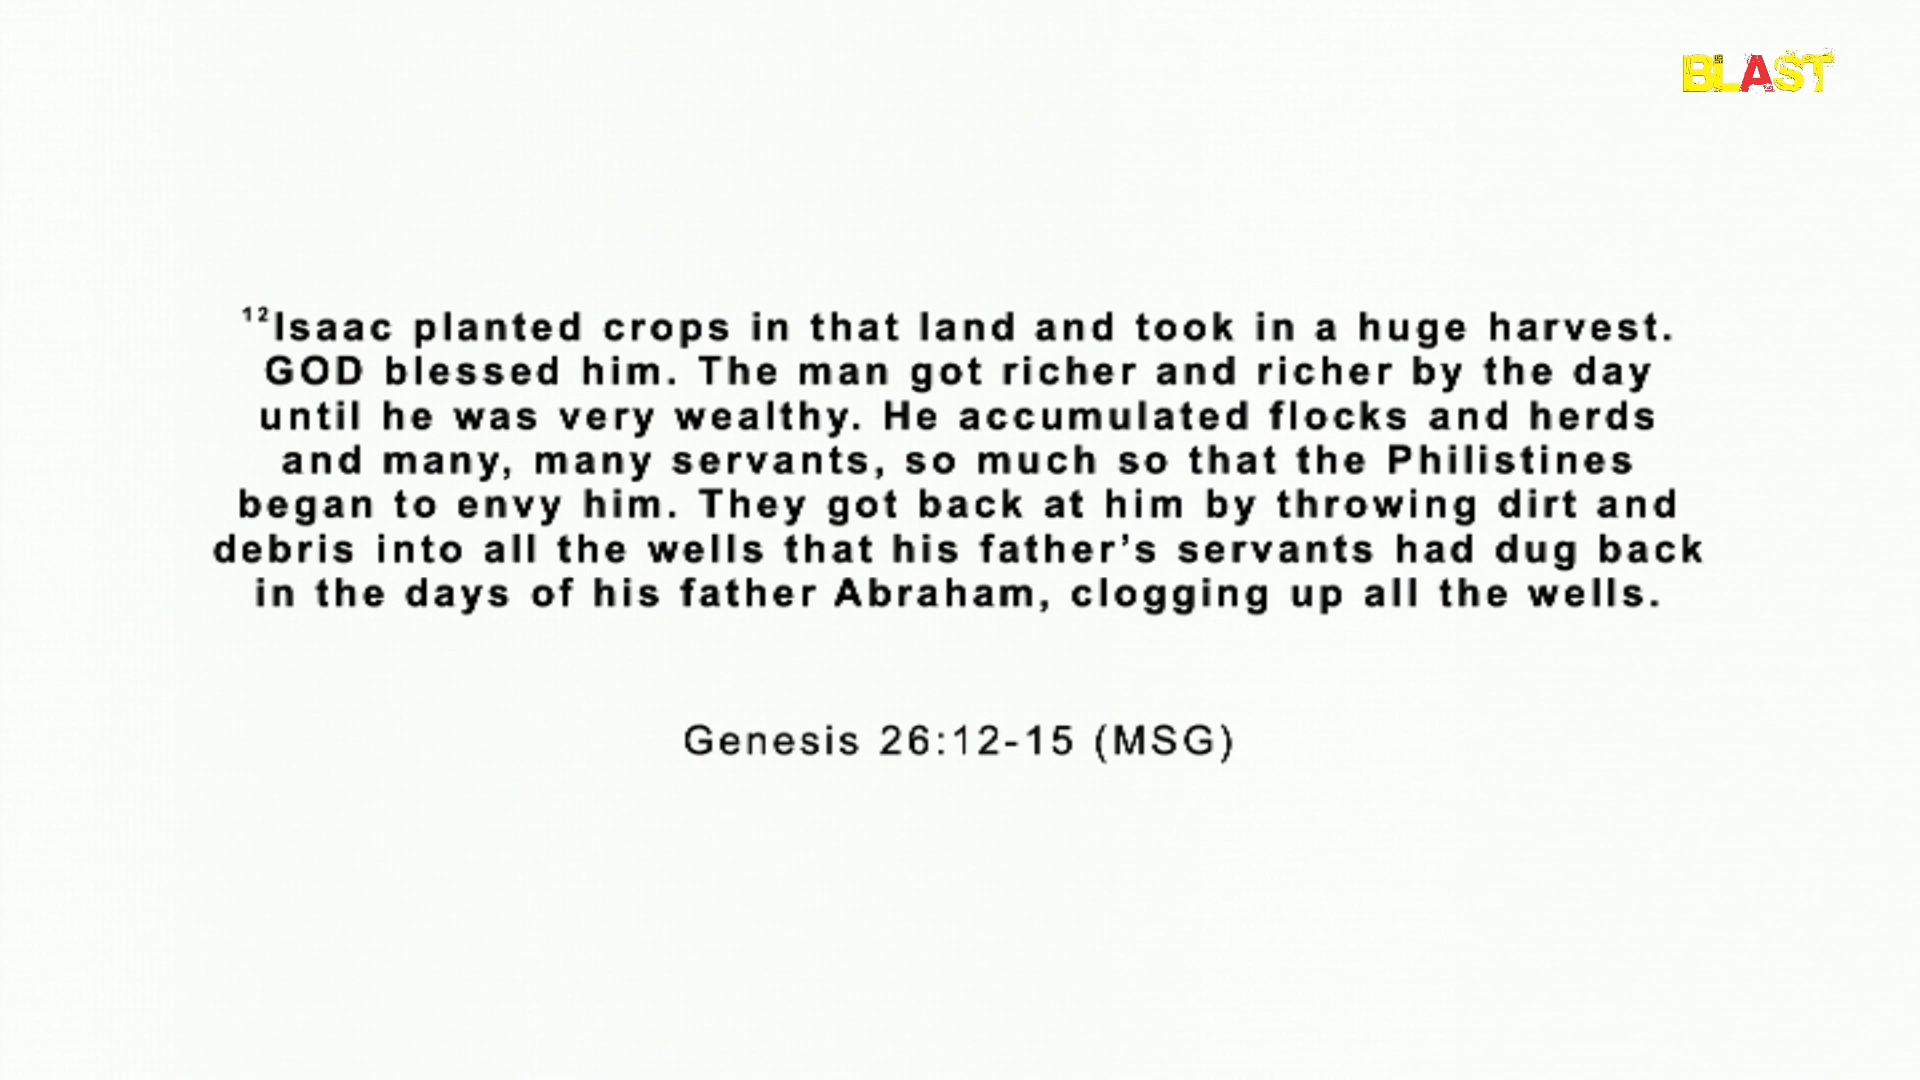 BLAST
¹²Isaac planted crops in that land and took in a huge harvest.
GOD blessed him. The man got richer and richer by the day
until he was very wealthy. He accumulated flocks and herds
and many, many servants, so much so that the Philistines
began to envy him. They got back at him by throwing dirt and
debris into all the wells that his father’s servants had dug back
in the days of his father Abraham, clogging up all the wells.
Genesis 26:12-15 (MSG)